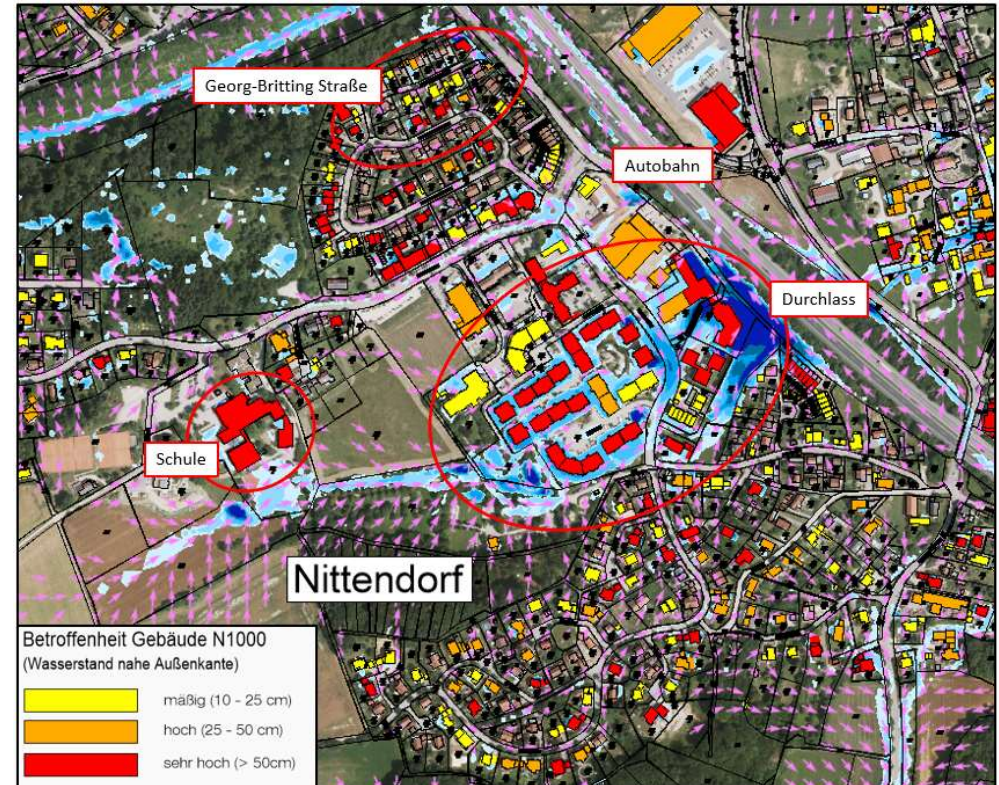 Georg-Britting Straße
Autobahn
Durchlass
Schule
Nittendorf
Betroffenheit Gebäude N1000
(Wasserstand nahe Außenkante)
mäßig (10 - 25 cm)
hoch (25 - 50 cm)
sehr hoch (> 50cm)